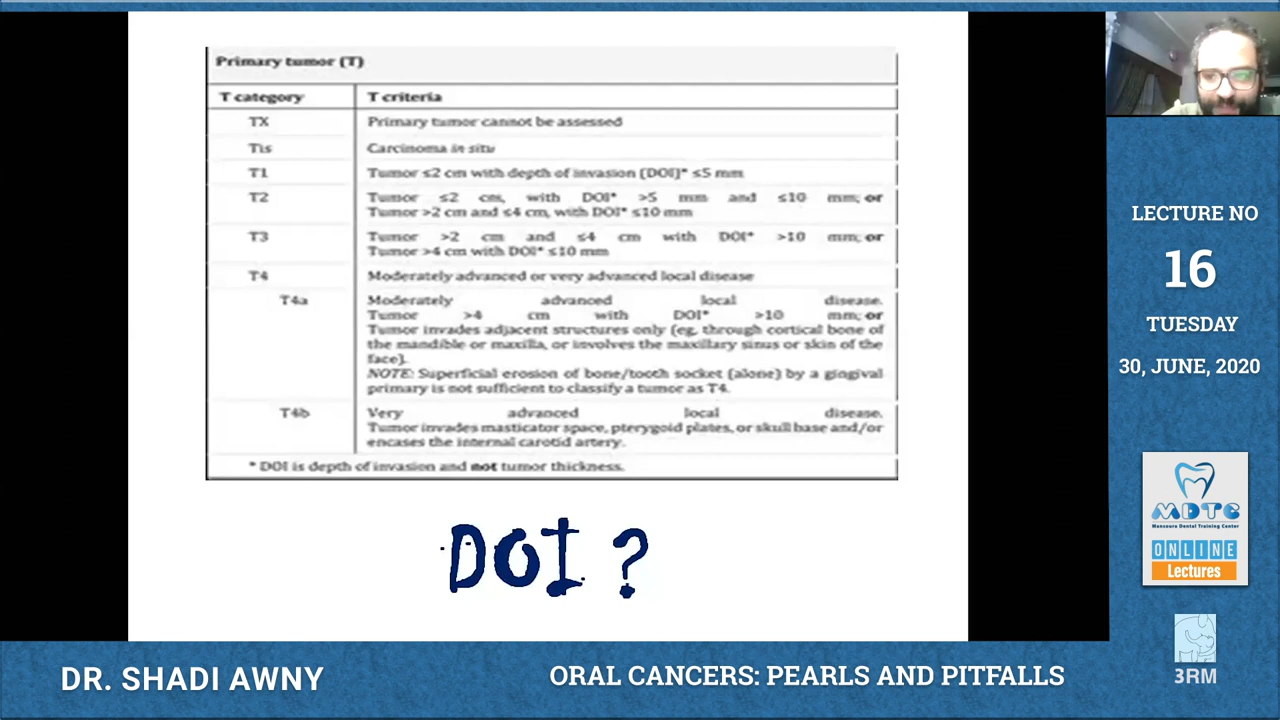 Primary tumor (T)
T category T criteria
TX Primary tumor cannot be assessed
Tis Carcinoma in situ
T1 Tumor ≤2 cm with depth of invasion (DOI)* ≤5 mm
T2 Tumor ≤2 cm, with DOI* >5 mm and ≤10 mm; or
Tumor >2 cm and ≤4 cm, with DOI* ≤10 mm
T3 Tumor >2 cm and ≤4 cm with DOI* >10 mm; or
Tumor >4 cm with DOI* ≤10 mm
T4 Moderately advanced or very advanced local disease
T4a Moderately advanced local disease.
Tumor >4 cm with DOI* >10 mm; or
Tumor invades adjacent structures only (eg, through cortical bone of
the mandible or maxilla, or involves the maxillary sinus or skin of the
face).
NOTE: Superficial erosion of bone/tooth socket (alone) by a gingival
primary is not sufficient to classify a tumor as T4.
T4b Very advanced local disease.
Tumor invades masticator space, pterygoid plates, or skull base and/or
encases the internal carotid artery.
* DOI is depth of invasion and not tumor thickness.
DOI ?
LECTURE NO
16
TUESDAY
30, JUNE, 2020
MDTC
Mansoura Dental Training Center
ONLINE
Lectures
3RM
DR. SHADI AWNY
ORAL CANCERS: PEARLS AND PITFALLS